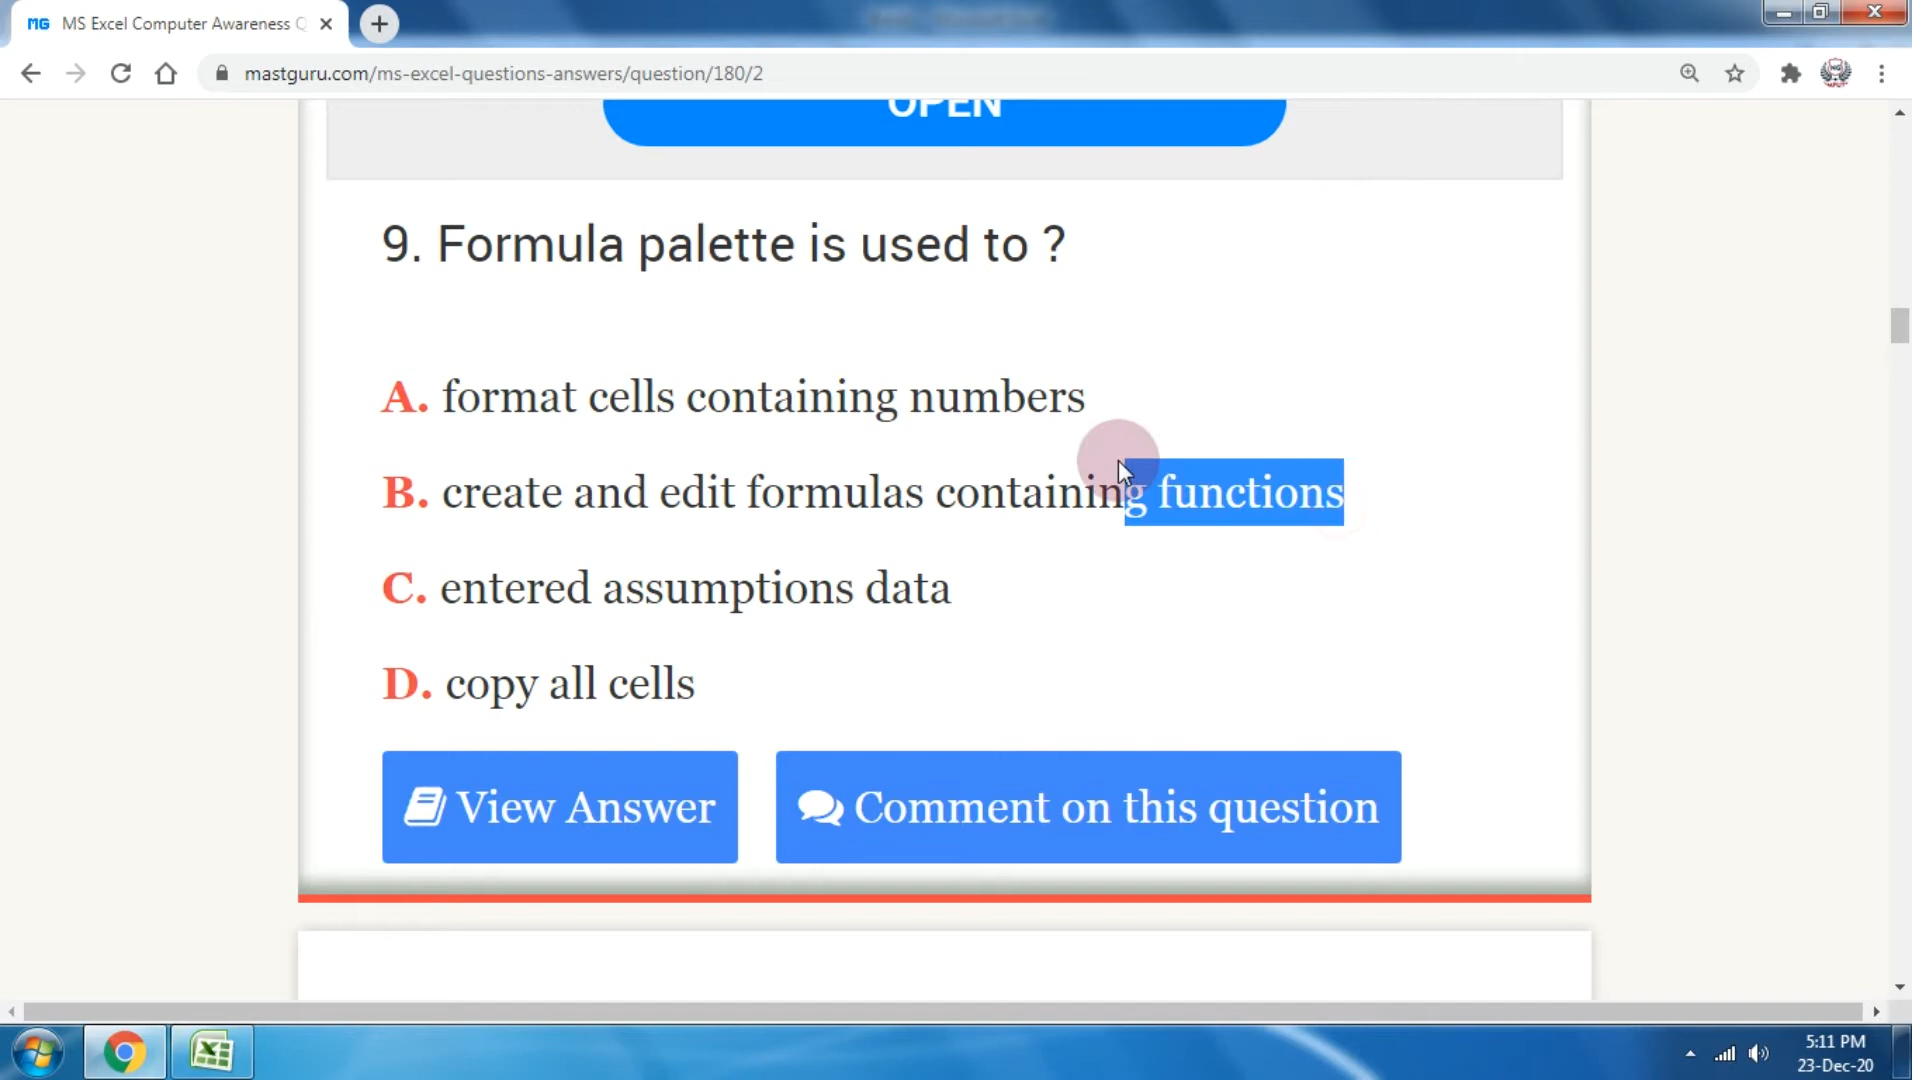 MG MS Excel Computer Awareness Q
mastguru.com/ms-excel-questions-answers/question/180/2
OPEN
9. Formula palette is used to ?
A. format cells containing numbers
B. create and edit formulas containing functions
C. entered assumptions data
D. copy all cells
View Answer
Comment on this question
5:11 PM
23-Dec-20